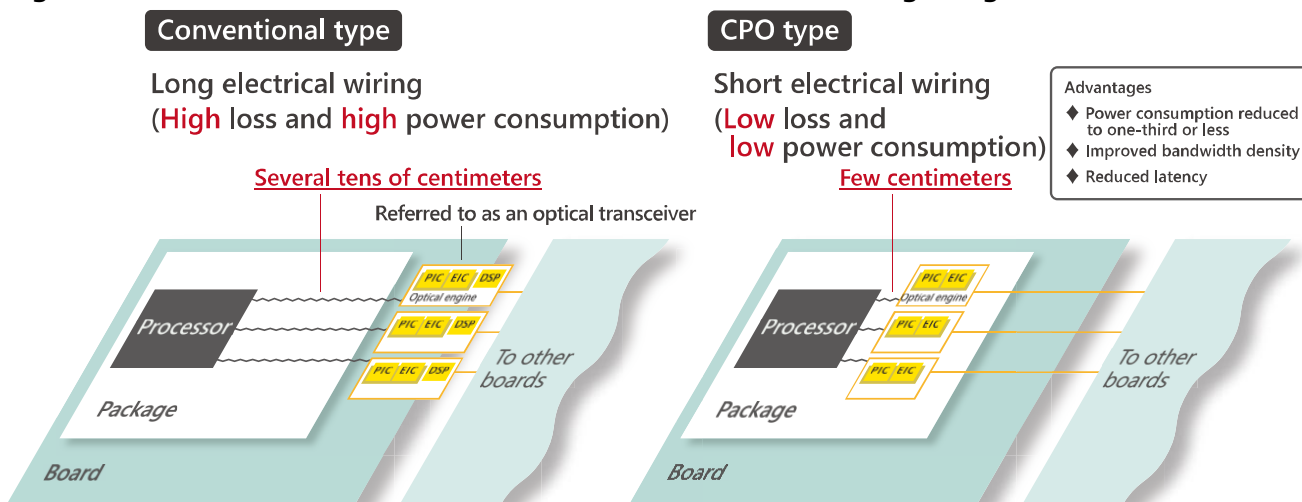 Conventional type
Long electrical wiring
(High loss and high power consumption)
Several tens of centimeters
Referred to as an optical transceiver
PIC EIC DSP
Optical engine
PIC EIC DSP
PIC EIC DSP
Processor
Package
Board
To other
boards
CPO type
Short electrical wiring
(Low loss and
low power consumption)
Few centimeters
Advantages
♦ Power consumption reduced
to one-third or less
♦ Improved bandwidth density
♦ Reduced latency
PIC EIC
Optical engine
PIC EIC
PIC EIC
Processor
Package
Board
To other
boards